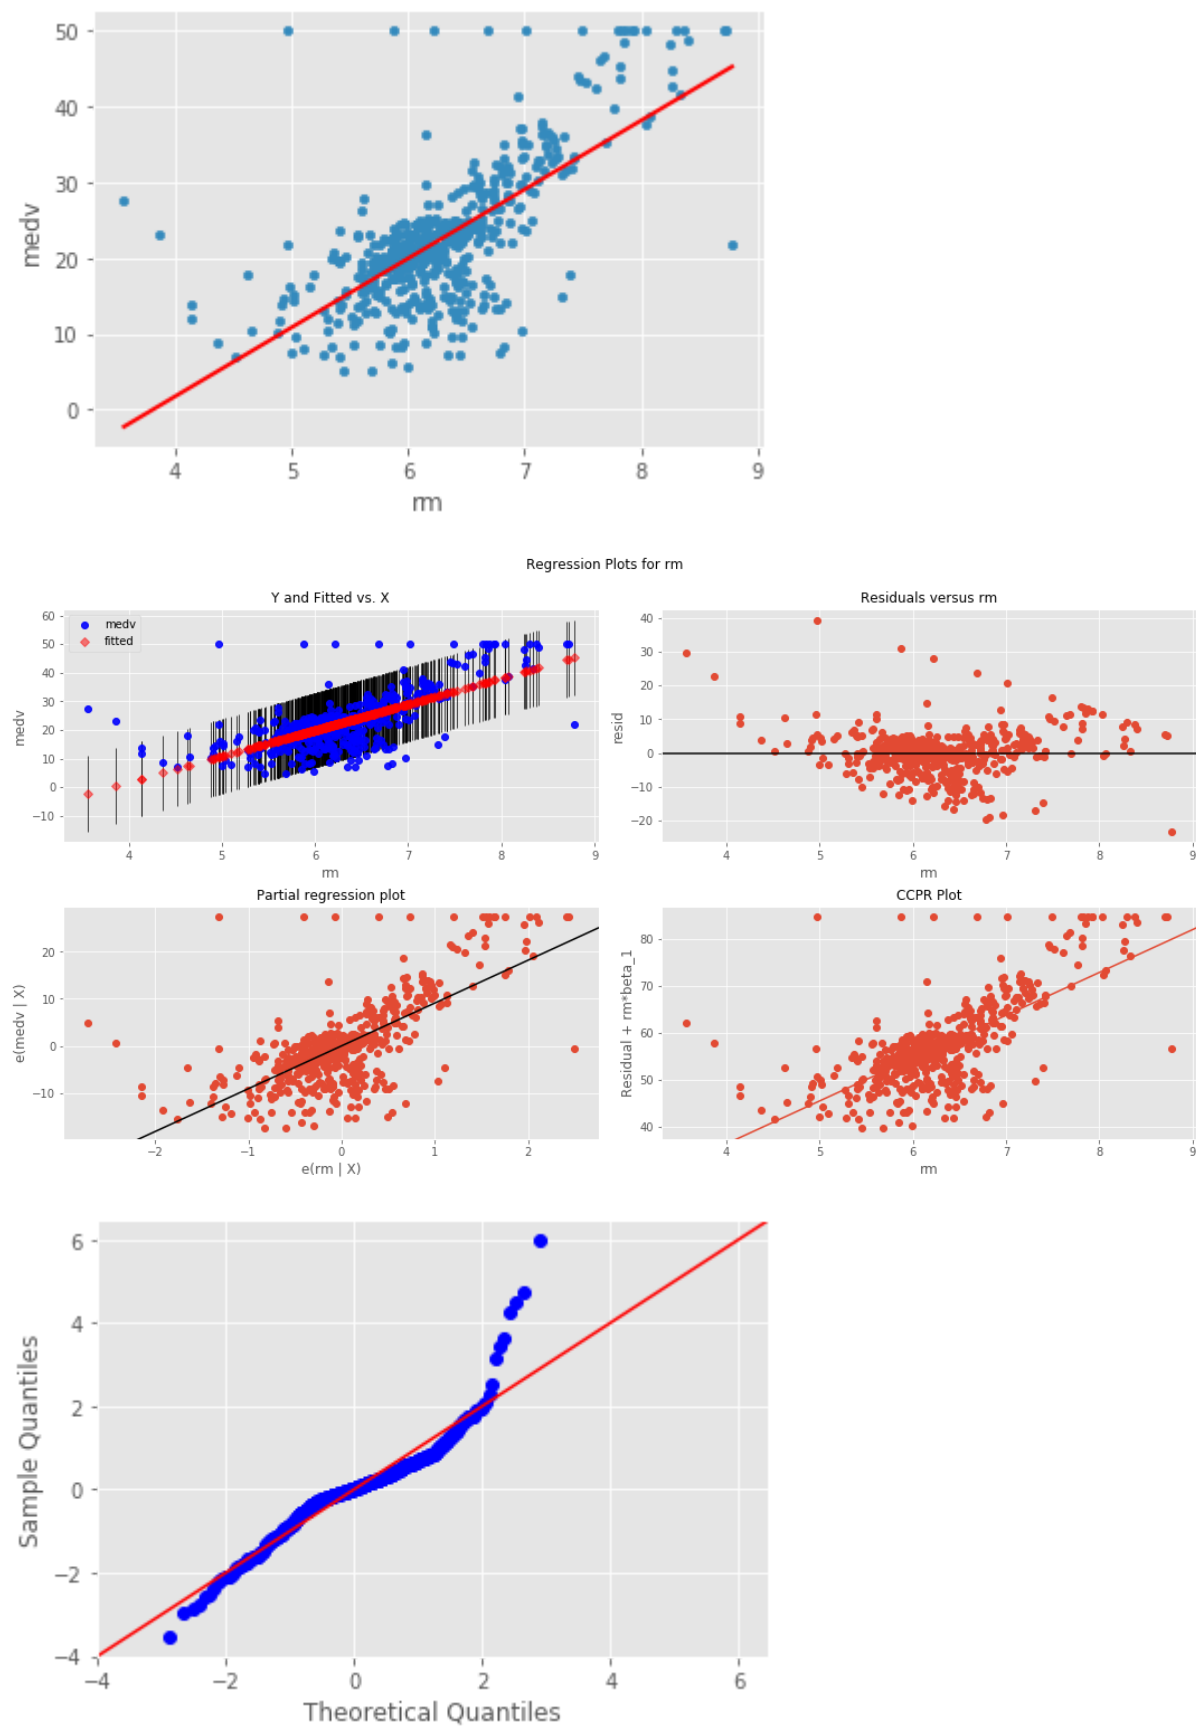 50
40
30
20
10
0
medv
4 5 6 7 8 9
rm
Regression Plots for rm
Y and Fitted vs. X
60
50
40
30
20
10
0
−10
medv
medv
fitted
4 5 6 7 8 9
rm
Residuals versus rm
40
30
20
10
0
−10
−20
resid
4 5 6 7 8 9
rm
Partial regression plot
20
10
0
−10
e(medv | X)
−2 −1 0 1 2
e(rm | X)
CCPR Plot
80
70
60
50
40
Residual + rm*beta_1
4 5 6 7 8 9
rm
6
4
2
0
−2
−4
Sample Quantiles
−4 −2 0 2 4 6
Theoretical Quantiles